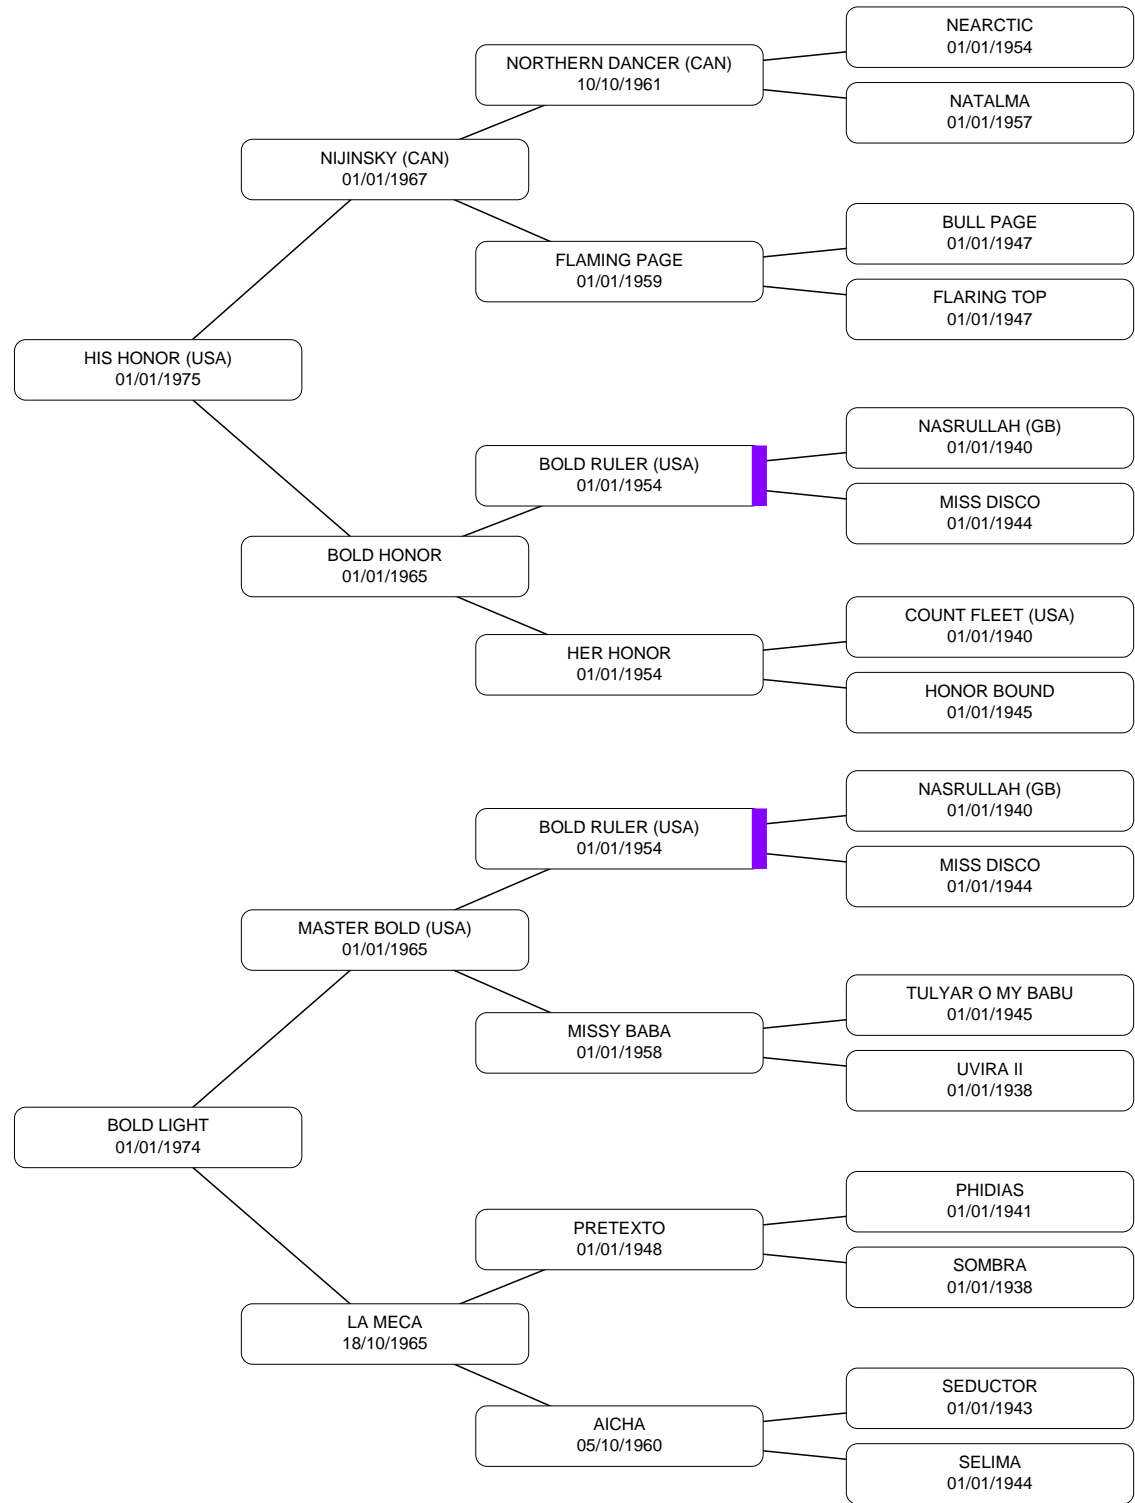 NEARCTIC
01/01/1954
NORTHERN DANCER (CAN)
10/10/1961
NATALMA
01/01/1957
NIJINSKY (CAN)
01/01/1967
BULL PAGE
01/01/1947
FLAMING PAGE
01/01/1959
FLARING TOP
01/01/1947
HIS HONOR (USA)
01/01/1975
NASRULLAH (GB)
01/01/1940
BOLD RULER (USA)
01/01/1954
MISS DISCO
01/01/1944
BOLD HONOR
01/01/1965
COUNT FLEET (USA)
01/01/1940
HER HONOR
01/01/1954
HONOR BOUND
01/01/1945
NASRULLAH (GB)
01/01/1940
BOLD RULER (USA)
01/01/1954
MISS DISCO
01/01/1944
MASTER BOLD (USA)
01/01/1965
TULYAR O MY BABU
01/01/1945
MISSY BABA
01/01/1958
UVIRA II
01/01/1938
BOLD LIGHT
01/01/1974
PHIDIAS
01/01/1941
PRETEXTO
01/01/1948
SOMBRA
01/01/1938
LA MECA
18/10/1965
SEDUCTOR
01/01/1943
AICHA
05/10/1960
SELIMA
01/01/1944